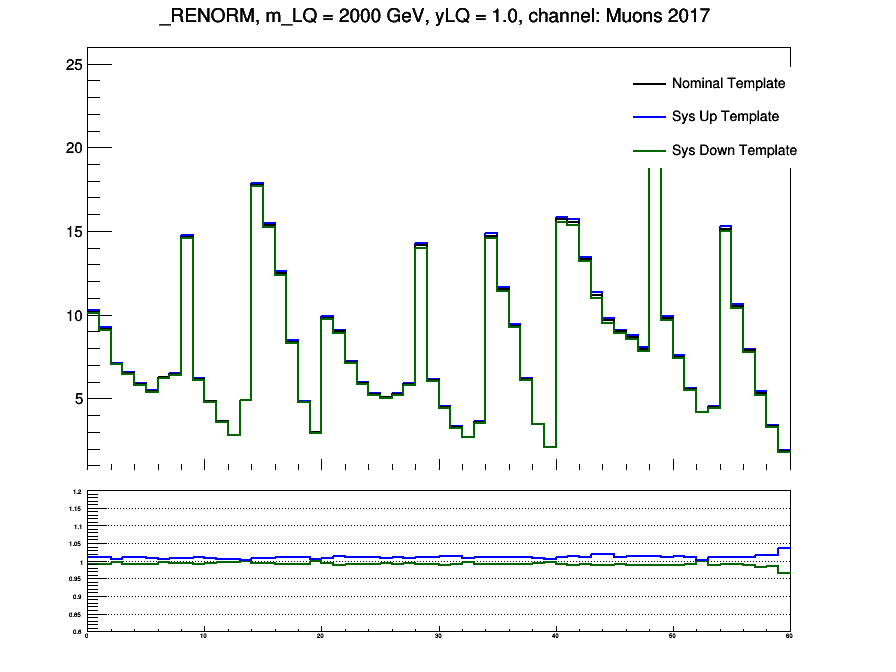 _RENORM, m_LQ = 2000 GeV, yLQ = 1.0, channel: Muons 2017
25
20
15
10
5
Nominal Template
Sys Up Template
Sys Down Template
1.2
1.15
1.1
1.05
1
0.95
0.9
0.85
0.8
0 10 20 30 40 50 60